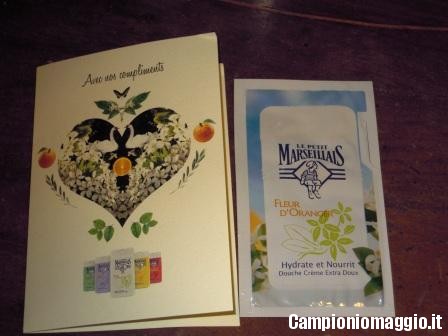 Avec nos compliments
LE PETIT
MARSEILLAIS
FLEUR
D'ORANGER
Hydrate et Nourrit
Douche Crème Extra Doux
Campioniomaggio.it